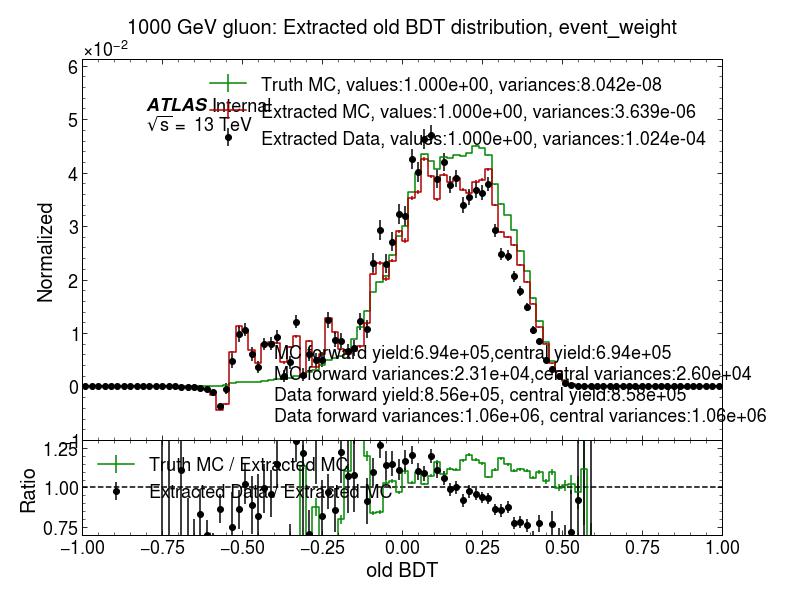 1000 GeV gluon: Extracted old BDT distribution, event_weight
×10⁻²
Truth MC, values:1.000e+00, variances:8.042e-08
ATLAS Internal
Extracted MC, values:1.000e+00, variances:3.639e-06
√s = 13 TeV
Extracted Data, values:1.000e+00, variances:1.024e-04
Normalized
6
5
4
3
2
1
0
−1
MC forward yield:6.94e+05,central yield:6.94e+05
MC forward variances:2.31e+04,central variances:2.60e+04
Data forward yield:8.56e+05, central yield:8.58e+05
Data forward variances:1.06e+06, central variances:1.06e+06
Ratio
1.25
1.00
0.75
Truth MC / Extracted MC
Extracted Data / Extracted MC
−1.00 −0.75 −0.50 −0.25 0.00 0.25 0.50 0.75 1.00
old BDT